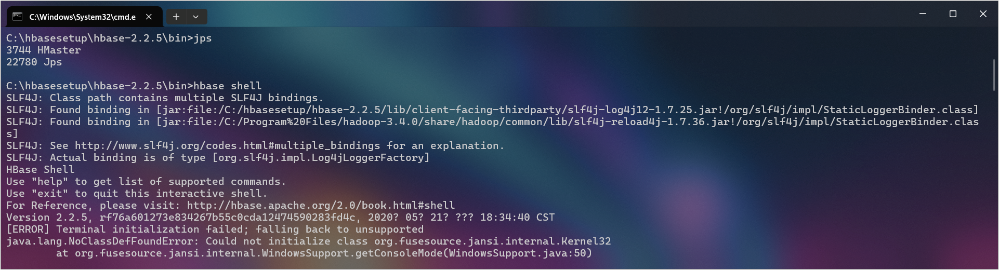 C:\Windows\System32\cmd.e
C:\hbasesetup\hbase-2.2.5\bin>jps
3744 HMaster
22780 Jps
C:\hbasesetup\hbase-2.2.5\bin>hbase shell
SLF4J: Class path contains multiple SLF4J bindings.
SLF4J: Found binding in [jar:file:/C:/hbasesetup/hbase-2.2.5/lib/client-facing-thirdparty/slf4j-log4j12-1.7.25.jar!/org/slf4j/impl/StaticLoggerBinder.class]
SLF4J: Found binding in [jar:file:/C:/Program%20Files/hadoop-3.4.0/share/hadoop/common/lib/slf4j-reload4j-1.7.36.jar!/org/slf4j/impl/StaticLoggerBinder.clas
s]
SLF4J: See http://www.slf4j.org/codes.html#multiple_bindings for an explanation.
SLF4J: Actual binding is of type [org.slf4j.impl.Log4jLoggerFactory]
HBase Shell
Use "help" to get list of supported commands.
Use "exit" to quit this interactive shell.
For Reference, please visit: http://hbase.apache.org/2.0/book.html#shell
Version 2.2.5, rf76a601273e834267b55c0cda12474590283fd4c, 2020? 05? 21? ??? 18:34:40 CST
[ERROR] Terminal initialization failed; falling back to unsupported
java.lang.NoClassDefFoundError: Could not initialize class org.fusesource.jansi.internal.Kernel32
        at org.fusesource.jansi.internal.WindowsSupport.getConsoleMode(WindowsSupport.java:50)